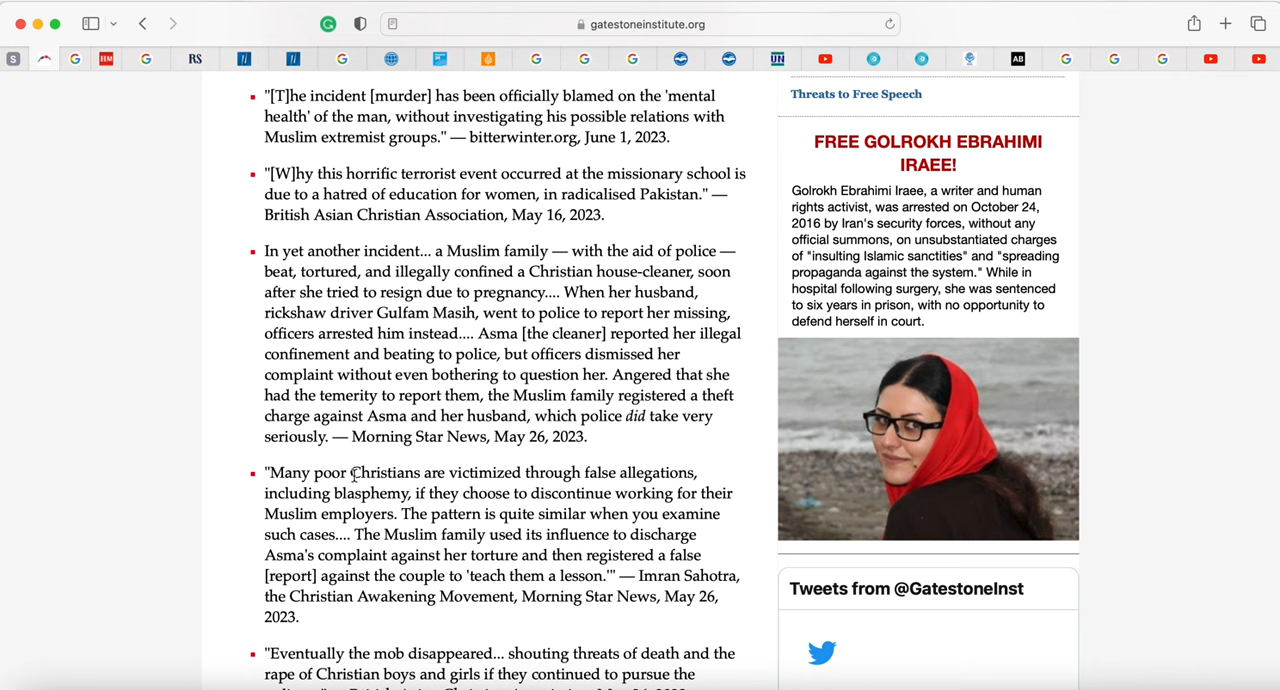 gatestoneinstitute.org
S
RS
UN
AB
"[T]he incident [murder] has been officially blamed on the 'mental
health' of the man, without investigating his possible relations with
Muslim extremist groups." — bitterwinter.org, June 1, 2023.
"[W]hy this horrific terrorist event occurred at the missionary school is
due to a hatred of education for women, in radicalised Pakistan." —
British Asian Christian Association, May 16, 2023.
In yet another incident... a Muslim family — with the aid of police —
beat, tortured, and illegally confined a Christian house-cleaner, soon
after she tried to resign due to pregnancy.... When her husband,
rickshaw driver Gulfam Masih, went to police to report her missing,
officers arrested him instead.... Asma [the cleaner] reported her illegal
confinement and beating to police, but officers dismissed her
complaint without even bothering to question her. Angered that she
had the temerity to report them, the Muslim family registered a theft
charge against Asma and her husband, which police did take very
seriously. — Morning Star News, May 26, 2023.
"Many poor Christians are victimized through false allegations,
including blasphemy, if they choose to discontinue working for their
Muslim employers. The pattern is quite similar when you examine
such cases.... The Muslim family used its influence to discharge
Asma's complaint against her torture and then registered a false
[report] against the couple to 'teach them a lesson.'" — Imran Sahotra,
the Christian Awakening Movement, Morning Star News, May 26,
2023.
"Eventually the mob disappeared... shouting threats of death and the
rape of Christian boys and girls if they continued to pursue the
Threats to Free Speech
FREE GOLROKH EBRAHIMI
IRAEE!
Golrokh Ebrahimi Iraee, a writer and human
rights activist, was arrested on October 24,
2016 by Iran's security forces, without any
official summons, on unsubstantiated charges
of "insulting Islamic sanctities" and "spreading
propaganda against the system." While in
hospital following surgery, she was sentenced
to six years in prison, with no opportunity to
defend herself in court.
Tweets from @GatestoneInst